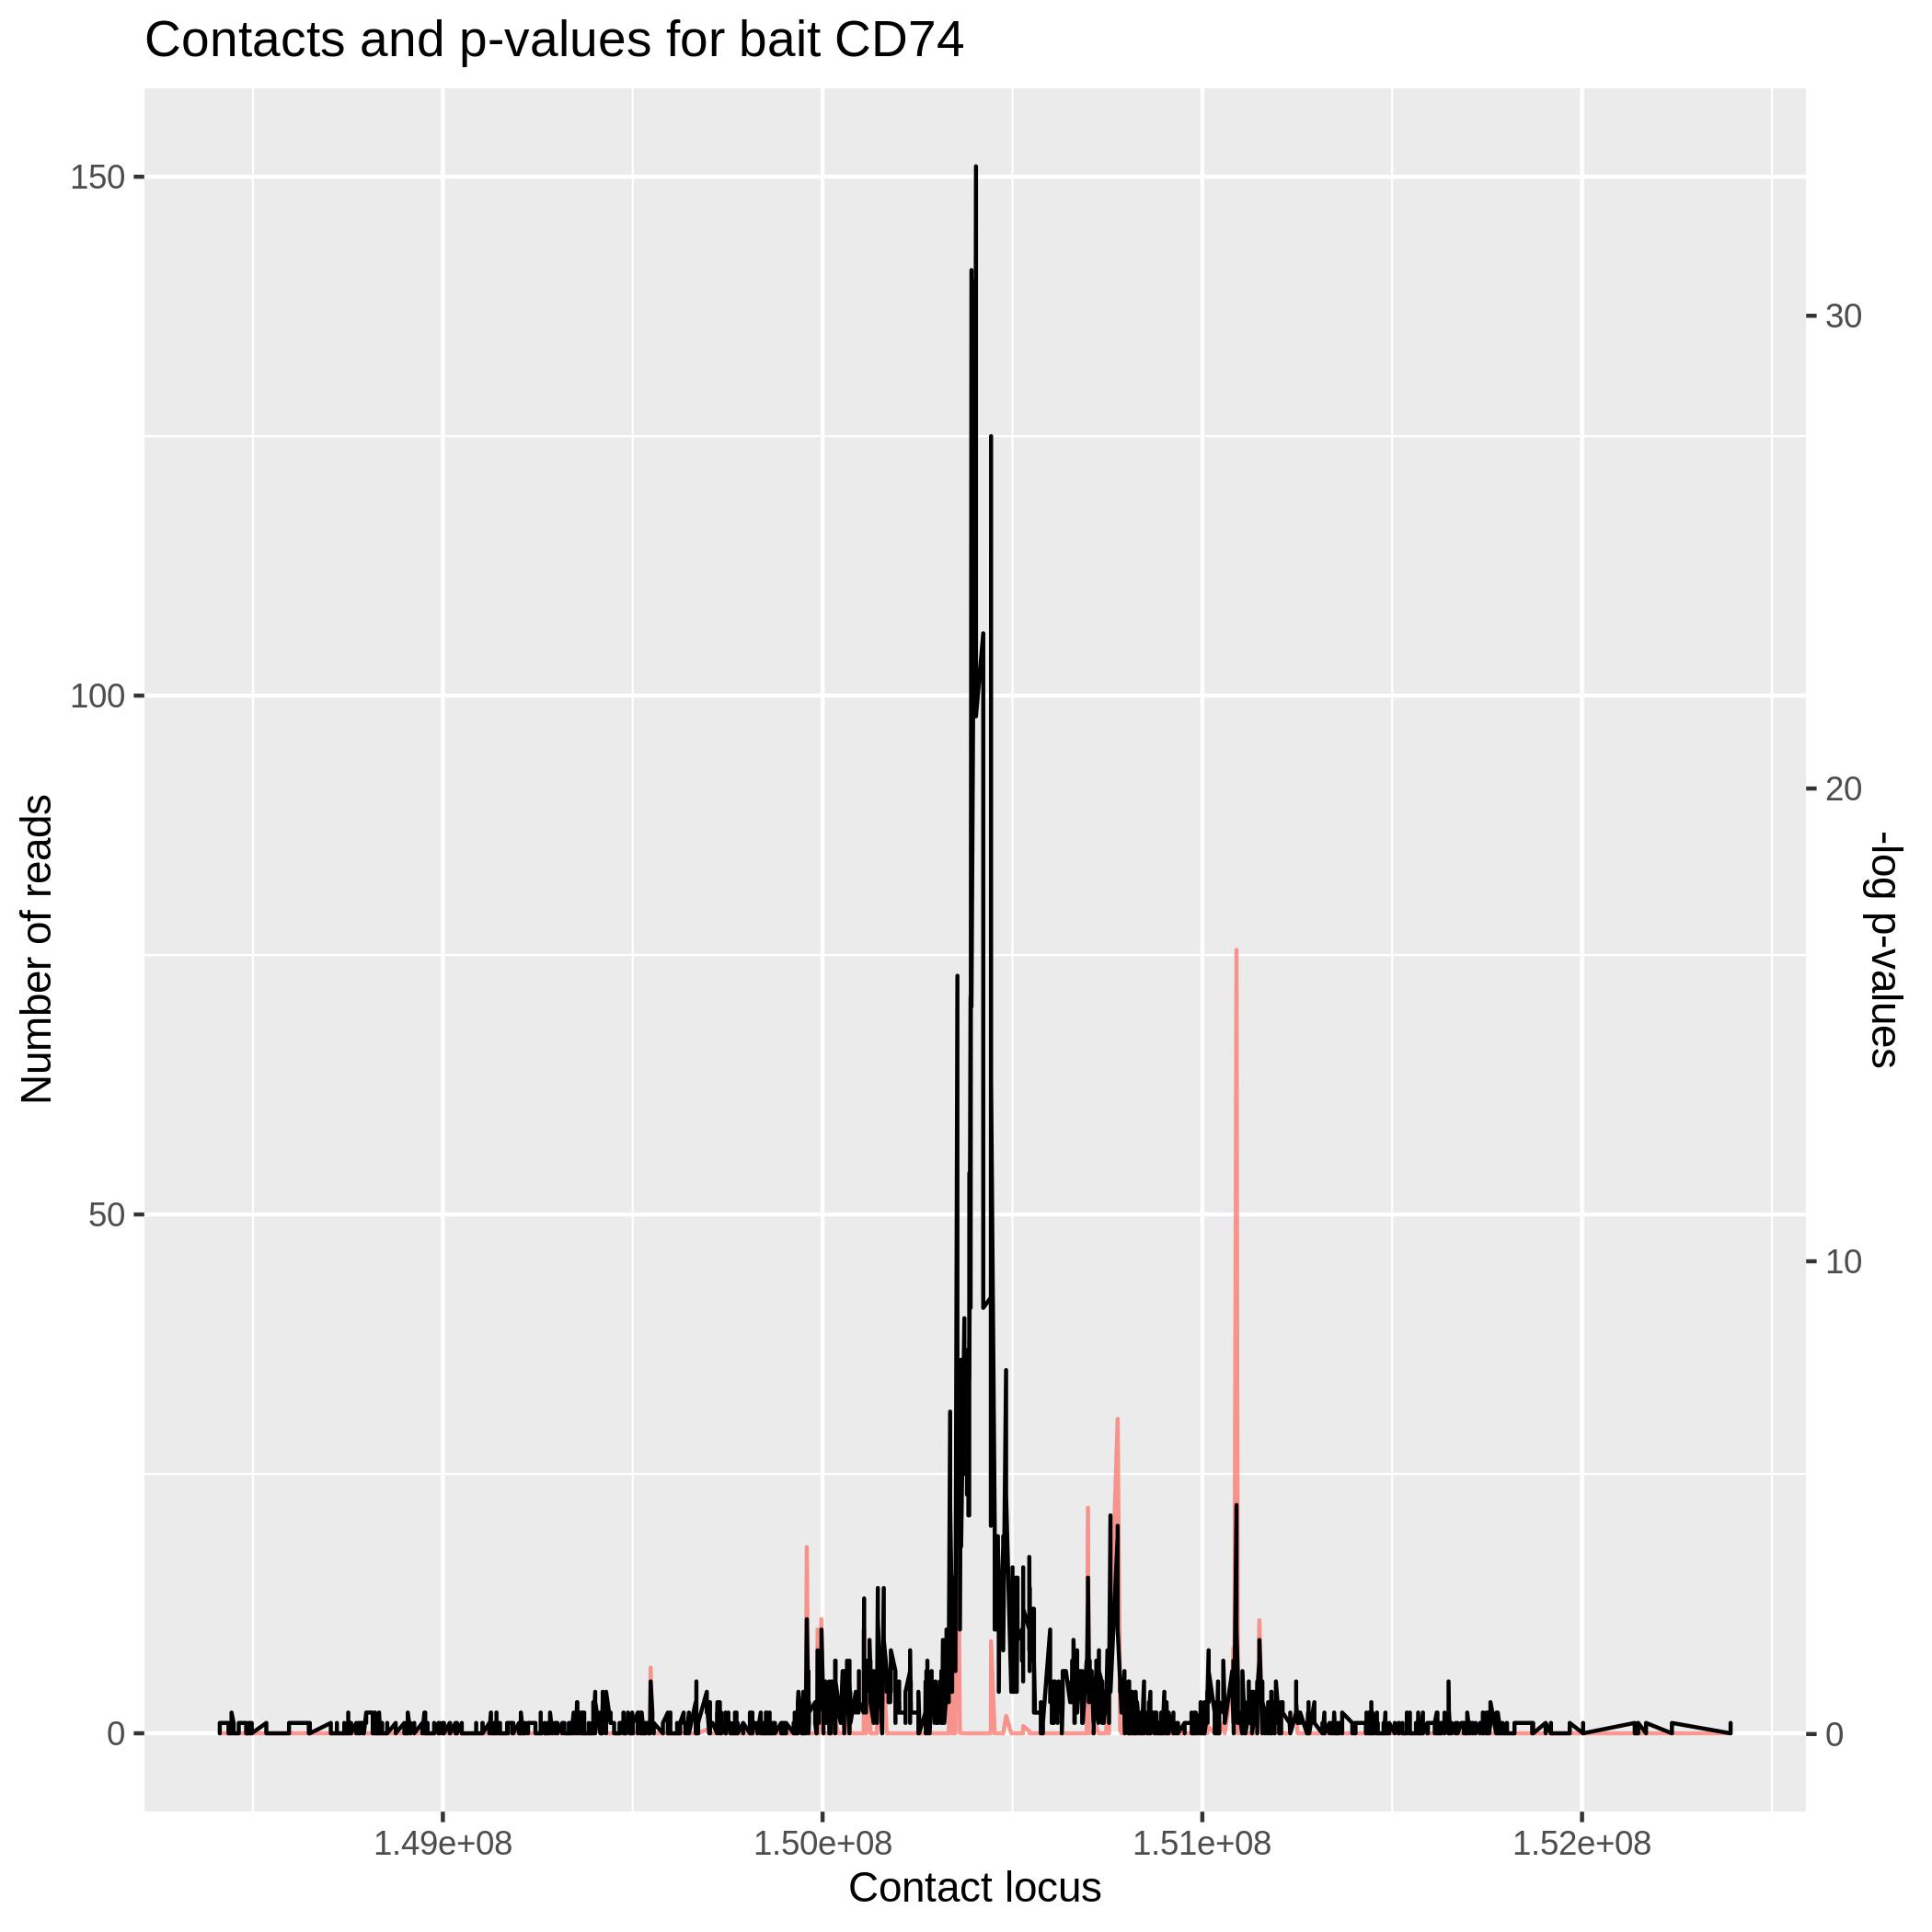 Contacts and p-values for bait CD74
150
100
50
0
30
20
10
0
Number of reads
-log p-values
1.49e+08
1.50e+08
1.51e+08
1.52e+08
Contact locus